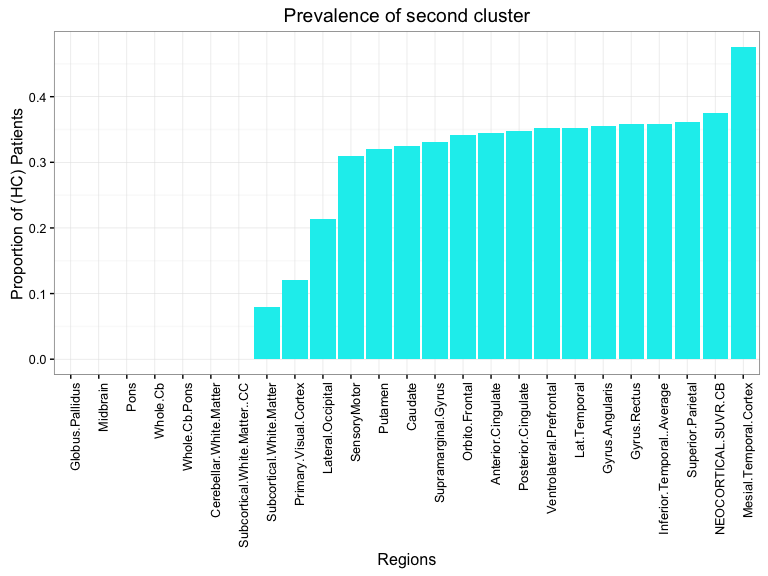 Prevalence of second cluster
Proportion of (HC) Patients
0.4
0.3
0.2
0.1
0.0
Globus.Pallidus
Midbrain
Pons
Whole.Cb
Whole.Cb.Pons
Cerebellar.White.Matter
Subcortical.White.Matter..CC
Subcortical.White.Matter
Primary.Visual.Cortex
Lateral.Occipital
SensoryMotor
Putamen
Caudate
Supramarginal.Gyrus
Orbito.Frontal
Anterior.Cingulate
Posterior.Cingulate
Ventrolateral.Prefrontal
Lat.Temporal
Gyrus.Angularis
Gyrus.Rectus
Inferior.Temporal..Average
Superior.Parietal
NEOCORTICAL.SUVR.CB
Mesial.Temporal.Cortex
Regions